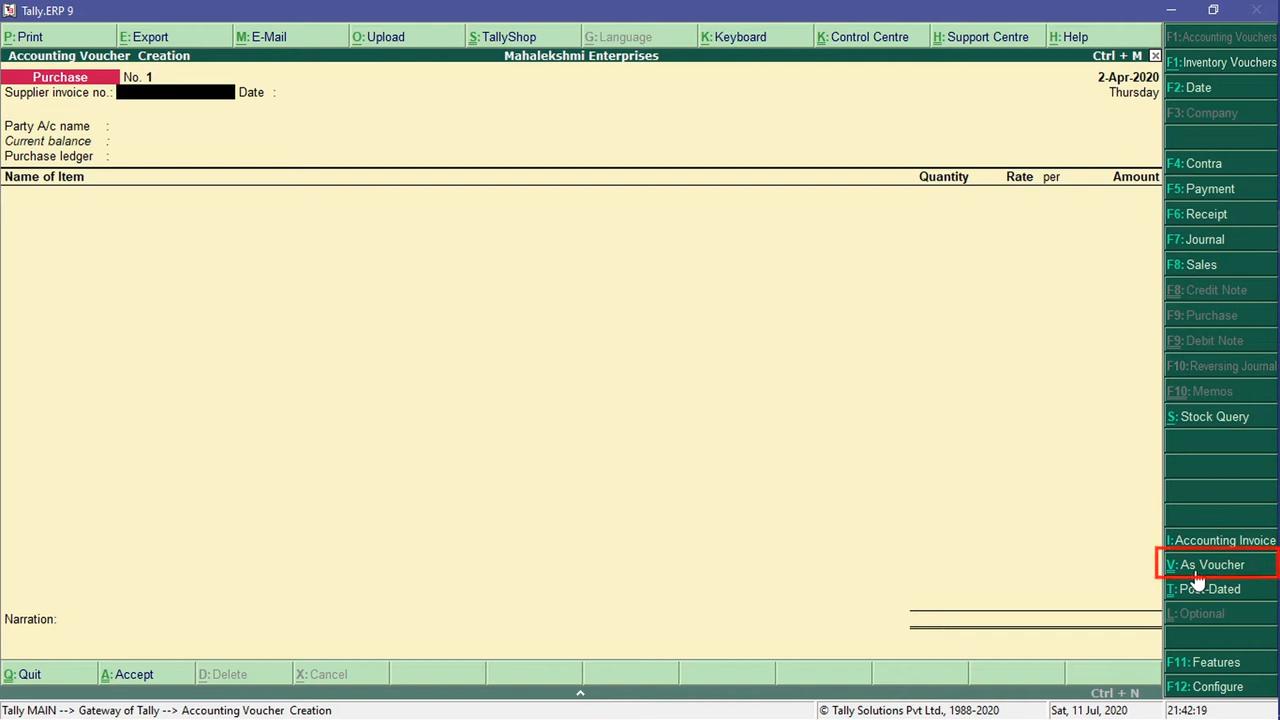 Tally.ERP 9
P: Print E: Export M: E-Mail O: Upload S: TallyShop G: Language K: Keyboard K: Control Centre H: Support Centre H: Help
Accounting Voucher Creation Mahalekshmi Enterprises Ctrl + M
Purchase No. 1 2-Apr-2020
Supplier invoice no.: Date : Thursday
Party A/c name :
Current balance :
Purchase ledger :
Name of Item Quantity Rate per Amount
Narration:
F1: Accounting Vouchers
F1: Inventory Vouchers
F2: Date
F3: Company
F4: Contra
F5: Payment
F6: Receipt
F7: Journal
F8: Sales
F8: Credit Note
F9: Purchase
F9: Debit Note
F10: Reversing Journal
F10: Memos
S: Stock Query
I: Accounting Invoice
V: As Voucher
T: Post-Dated
L: Optional
F11: Features
F12: Configure
Q: Quit A: Accept D: Delete X: Cancel
Ctrl + N
Tally MAIN --> Gateway of Tally --> Accounting Voucher Creation © Tally Solutions Pvt Ltd., 1988-2020 Sat, 11 Jul, 2020 21:42:19